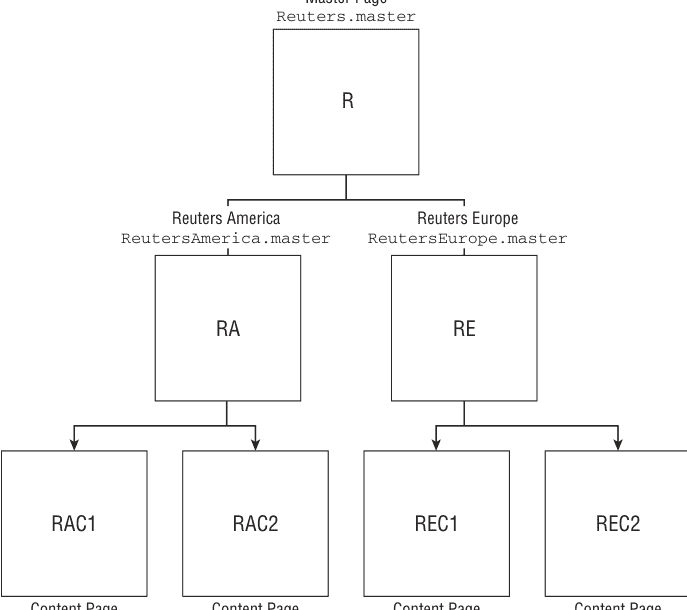 Master Page
Reuters.master
R
Reuters America
ReutersAmerica.master
Reuters Europe
ReutersEurope.master
RA
RE
RAC1
RAC2
REC1
REC2
Content Page
Content Page
Content Page
Content Page